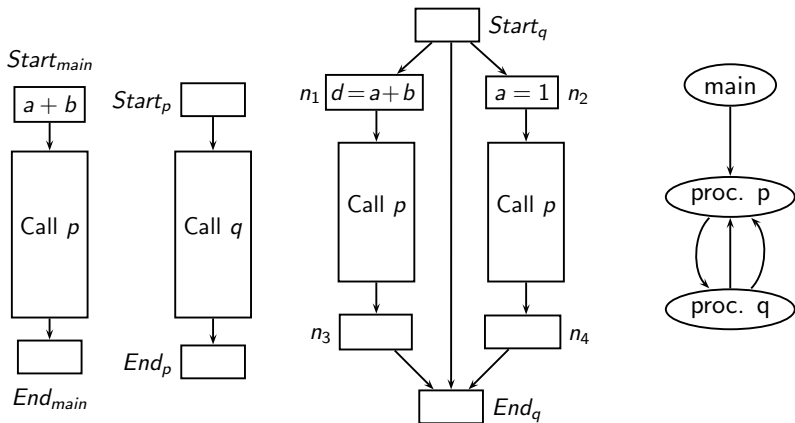 Start_main
a + b
Call p
End_main
Start_p
Call q
End_p
Start_q
n_1
d = a + b
a = 1
n_2
Call p
Call p
n_3
n_4
End_q
main
proc. p
proc. q